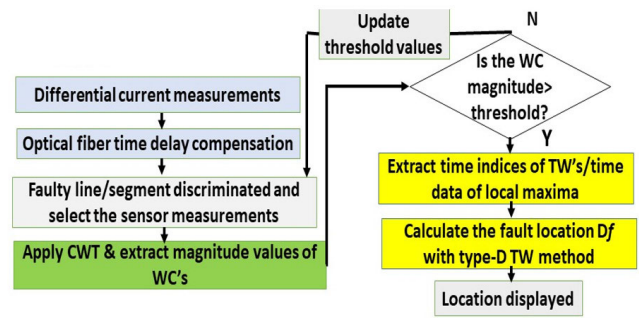 Differential current measurements
Optical fiber time delay compensation
Faulty line/segment discriminated and
select the sensor measurements
Apply CWT & extract magnitude values of
WC's
Update
threshold values
N
Is the WC
magnitude>
threshold?
Y
Extract time indices of TW's/time
data of local maxima
Calculate the fault location Df
with type-D TW method
Location displayed